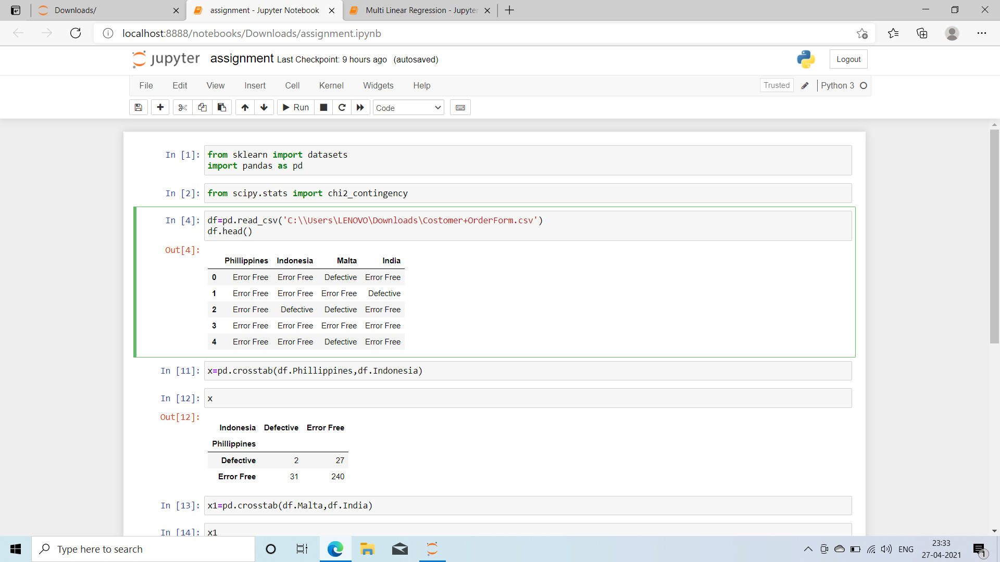 Downloads/
assignment - Jupyter Notebook
Multi Linear Regression - Jupyter
localhost:8888/notebooks/Downloads/assignment.ipynb
jupyter assignment Last Checkpoint: 9 hours ago (autosaved)
Logout
File Edit View Insert Cell Kernel Widgets Help
Trusted Python 3
Run Code
In [1]: from sklearn import datasets
import pandas as pd
In [2]: from scipy.stats import chi2_contingency
In [4]: df=pd.read_csv('C:\\Users\LENOVO\Downloads\Costomer+OrderForm.csv')
df.head()
Out[4]:
Phillippines Indonesia Malta India
0 Error Free Error Free Defective Error Free
1 Error Free Error Free Error Free Defective
2 Error Free Defective Defective Error Free
3 Error Free Error Free Error Free Error Free
4 Error Free Error Free Defective Error Free
In [11]: x=pd.crosstab(df.Phillippines,df.Indonesia)
In [12]: x
Out[12]:
Indonesia Defective Error Free
Phillippines
Defective 2 27
Error Free 31 240
In [13]: x1=pd.crosstab(df.Malta,df.India)
In [14]: x1
Type here to search
ENG
23:33
27-04-2021
1